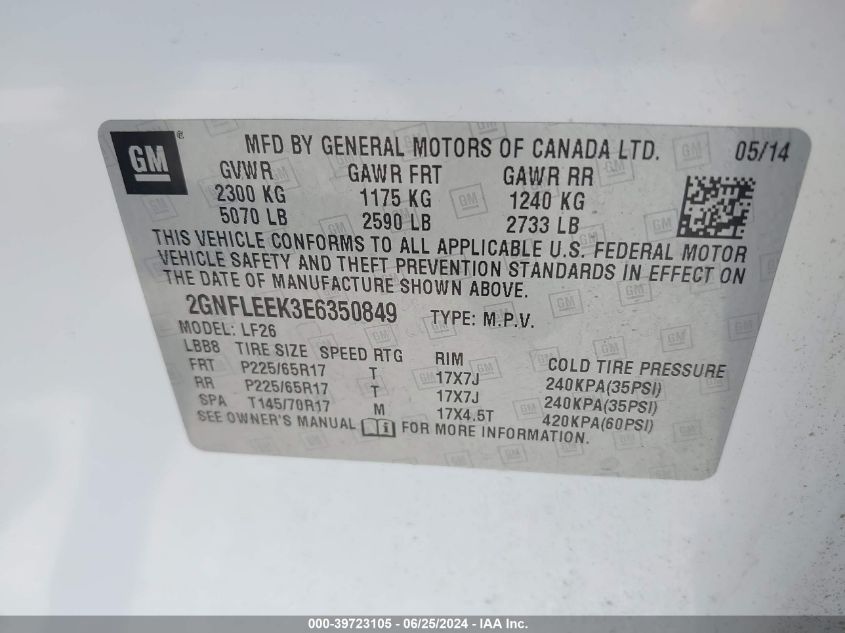 GM ® MFD BY GENERAL MOTORS OF CANADA LTD. 05/14
GVWR GAWR FRT GAWR RR
2300 KG 1175 KG 1240 KG
5070 LB 2590 LB 2733 LB
THIS VEHICLE CONFORMS TO ALL APPLICABLE U.S. FEDERAL MOTOR
VEHICLE SAFETY AND THEFT PREVENTION STANDARDS IN EFFECT ON
THE DATE OF MANUFACTURE SHOWN ABOVE.
2GNFLEEK3E6350849 TYPE: M.P.V.
MODEL: LF26
LBB8 TIRE SIZE SPEED RTG RIM COLD TIRE PRESSURE
FRT P225/65R17 T 17X7J 240KPA(35PSI)
RR P225/65R17 T 17X7J 240KPA(35PSI)
SPA T145/70R17 M 17X4.5T 420KPA(60PSI)
SEE OWNER'S MANUAL FOR MORE INFORMATION.
000-39723105 - 06/25/2024 - IAA Inc.